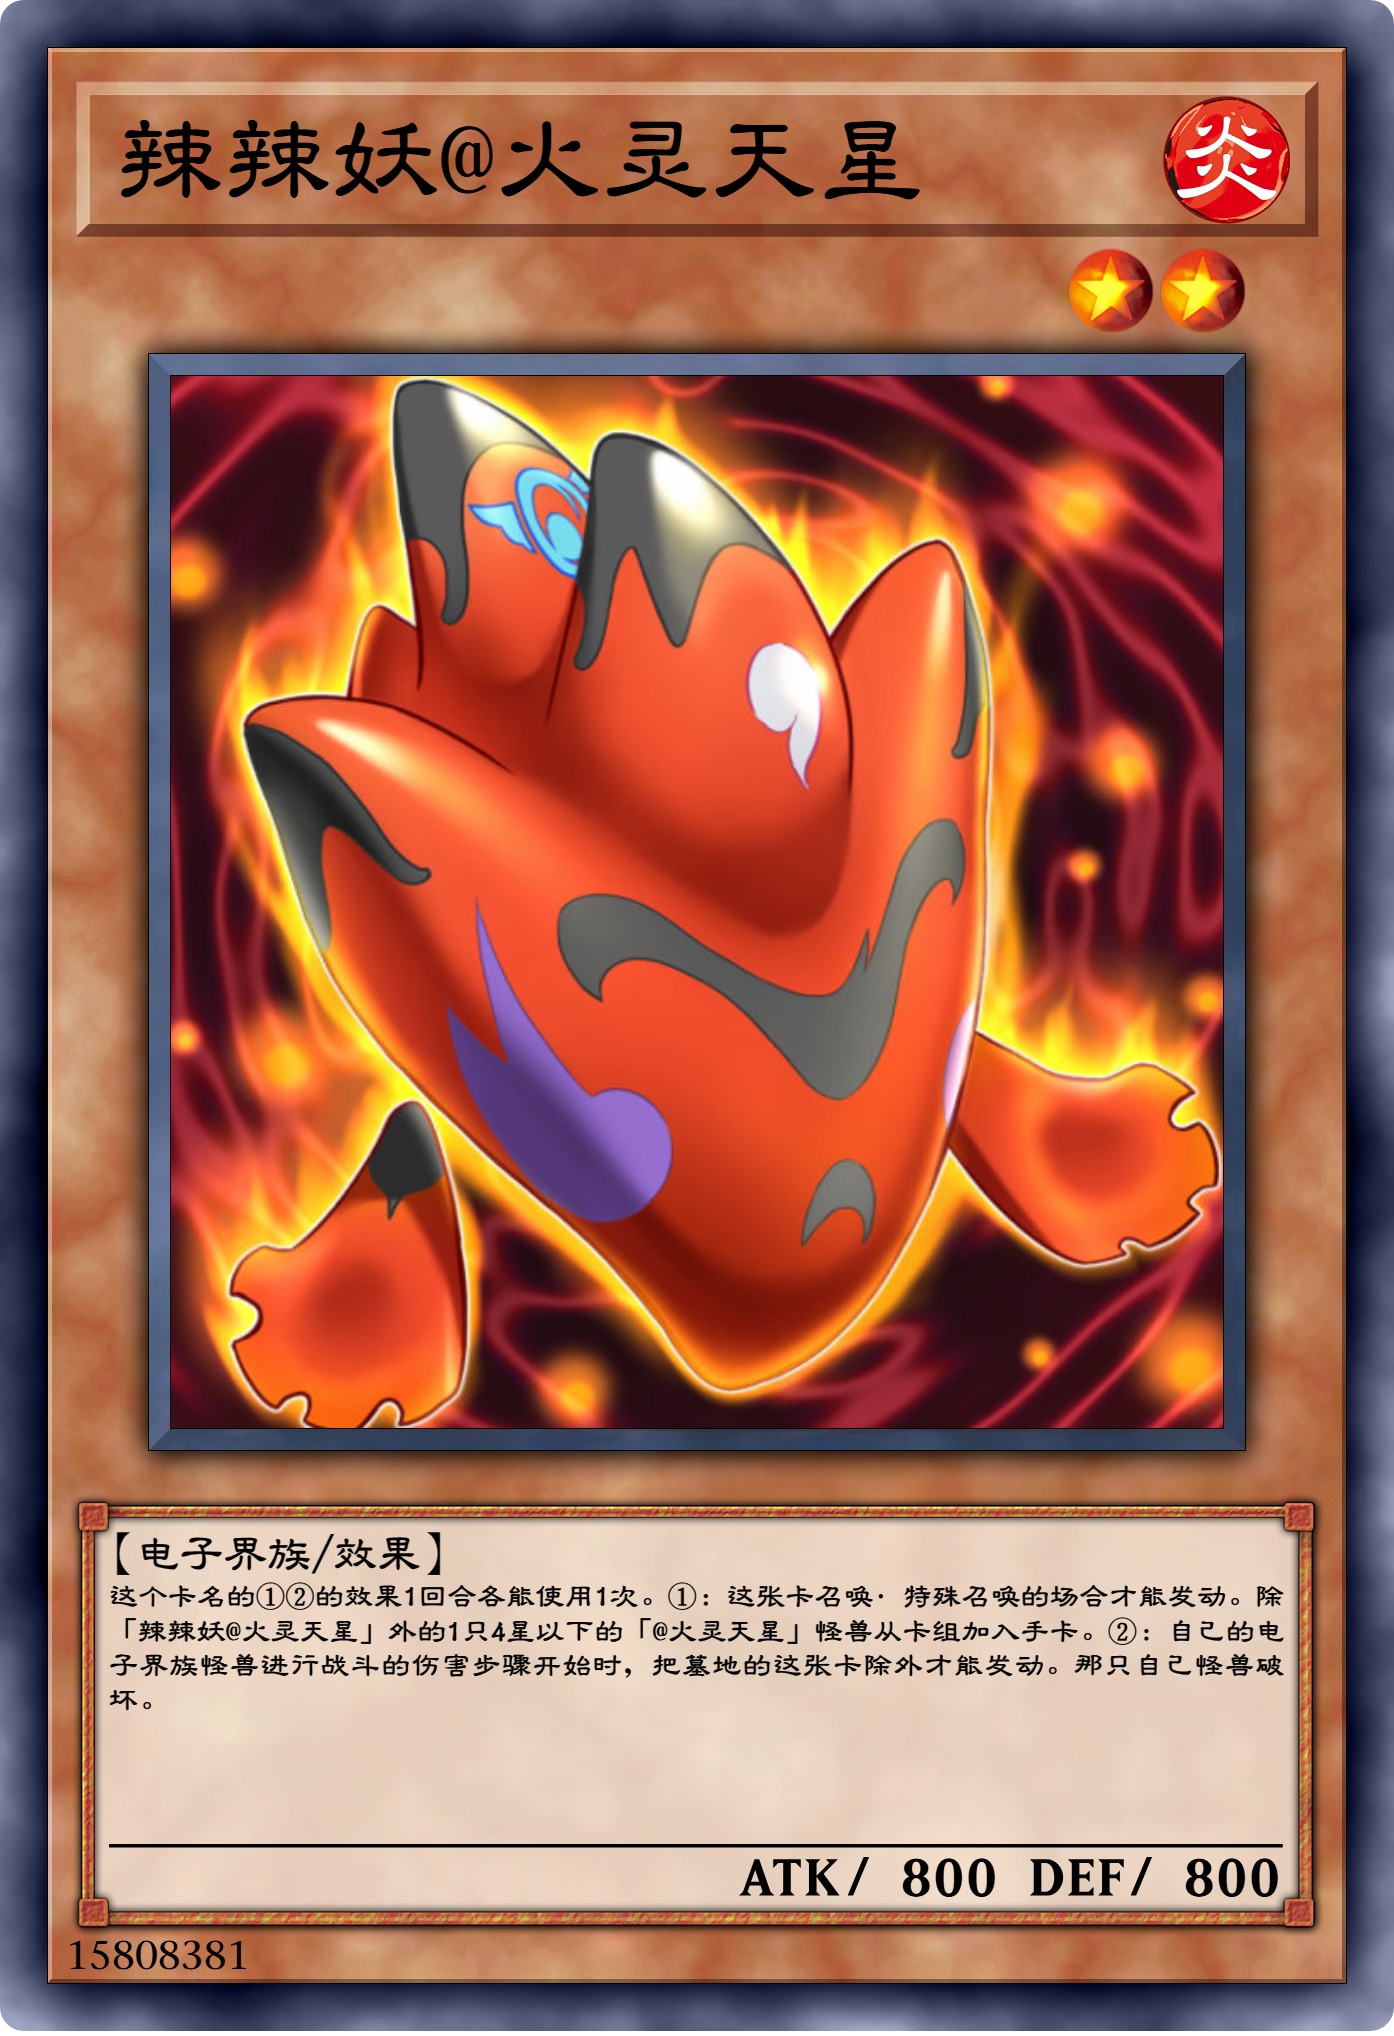 辣辣妖@火灵天星
炎
【电子界族/效果】
这个卡名的①②的效果1回合各能使用1次。①：这张卡召唤·特殊召唤的场合才能发动。除
「辣辣妖@火灵天星」外的1只4星以下的「@火灵天星」怪兽从卡组加入手卡。②：自己的电
子界族怪兽进行战斗的伤害步骤开始时，把墓地的这张卡除外才能发动。那只自己怪兽破
坏。
ATK/ 800 DEF/ 800
15808381